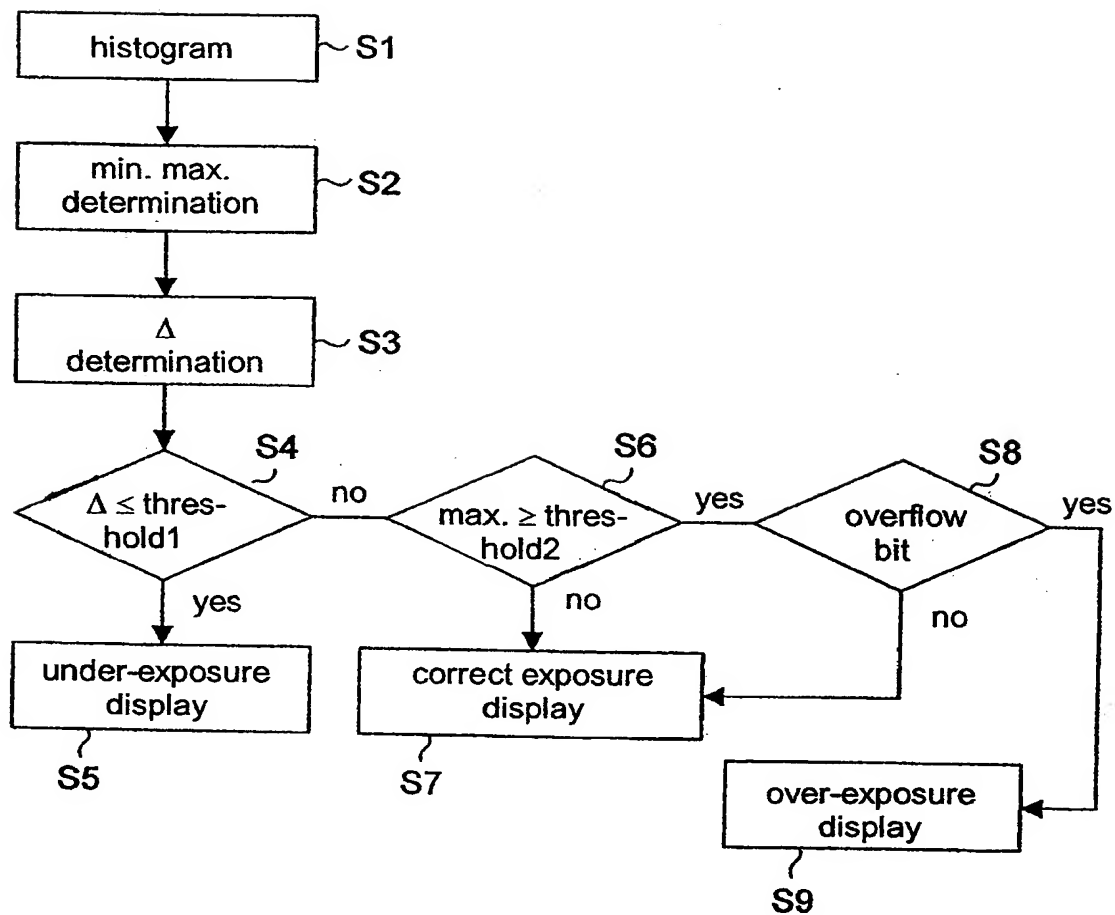 histogram
S1
min. max.
determination
S2
Δ
determination
S3
S4
Δ ≤ thres-
hold1
no
yes
S6
max. ≥ thres-
hold2
yes
no
S8
overflow
bit
yes
no
under-exposure
display
S5
correct exposure
display
S7
over-exposure
display
S9